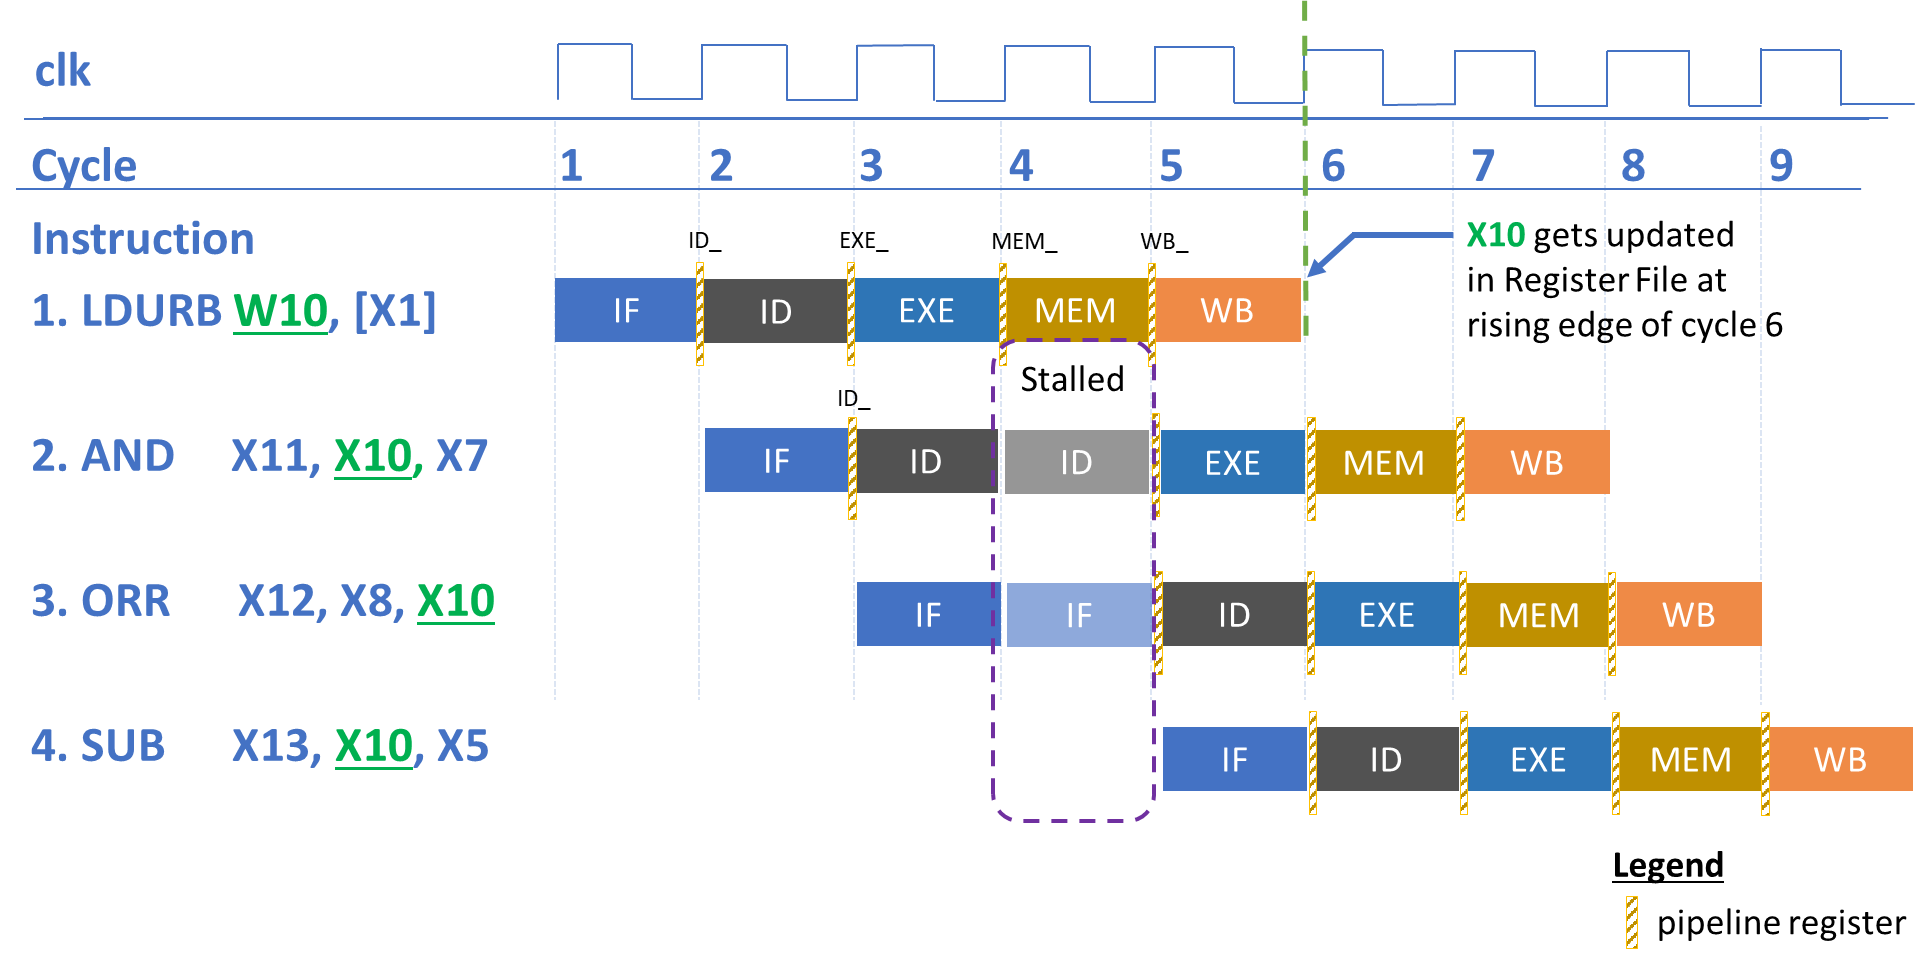 clk
Cycle 1 2 3 4 5 6 7 8 9
Instruction
ID_ EXE_ MEM_ WB_
X10 gets updated
in Register File at
rising edge of cycle 6
1. LDURB W10, [X1]
IF ID EXE MEM WB
Stalled
ID_
2. AND X11, X10, X7
IF ID ID EXE MEM WB
3. ORR X12, X8, X10
IF IF ID EXE MEM WB
4. SUB X13, X10, X5
IF ID EXE MEM WB
Legend
pipeline register